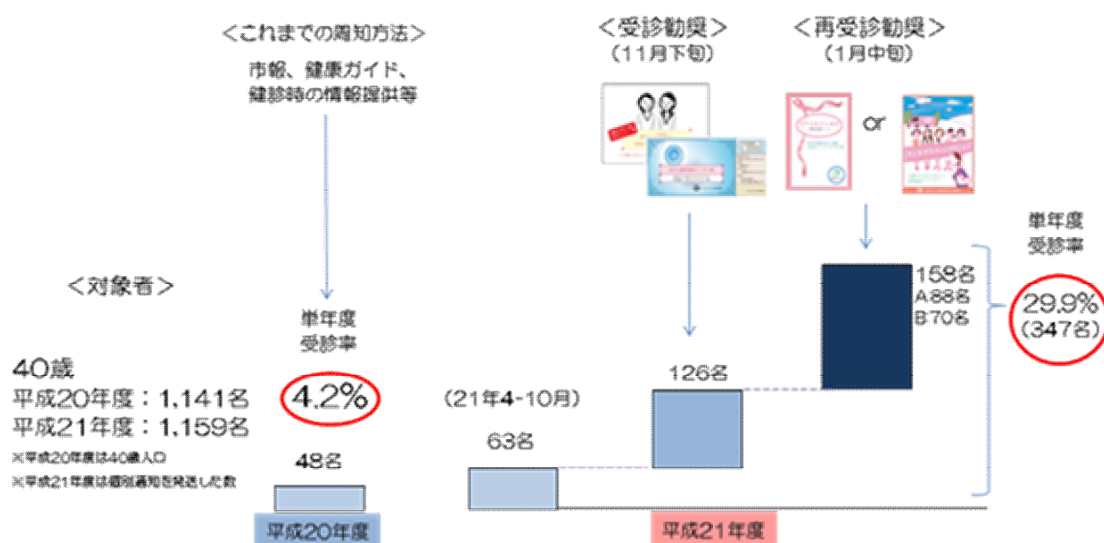 ＜これまでの周知方法＞
市報、健康ガイド、
健診時の情報提供等
＜受診勧奨＞
（11月下旬）
＜再受診勧奨＞
（1月中旬）
or
＜対象者＞
40歳
平成20年度：1,141名
平成21年度：1,159名
※平成20年度は40歳人口
※平成21年度は個別通知を発送した数
単年度
受診率
4.2%
48名
平成20年度
（21年4-10月）
63名
126名
158名
A:88名
B:70名
平成21年度
単年度
受診率
29.9%
（347名）